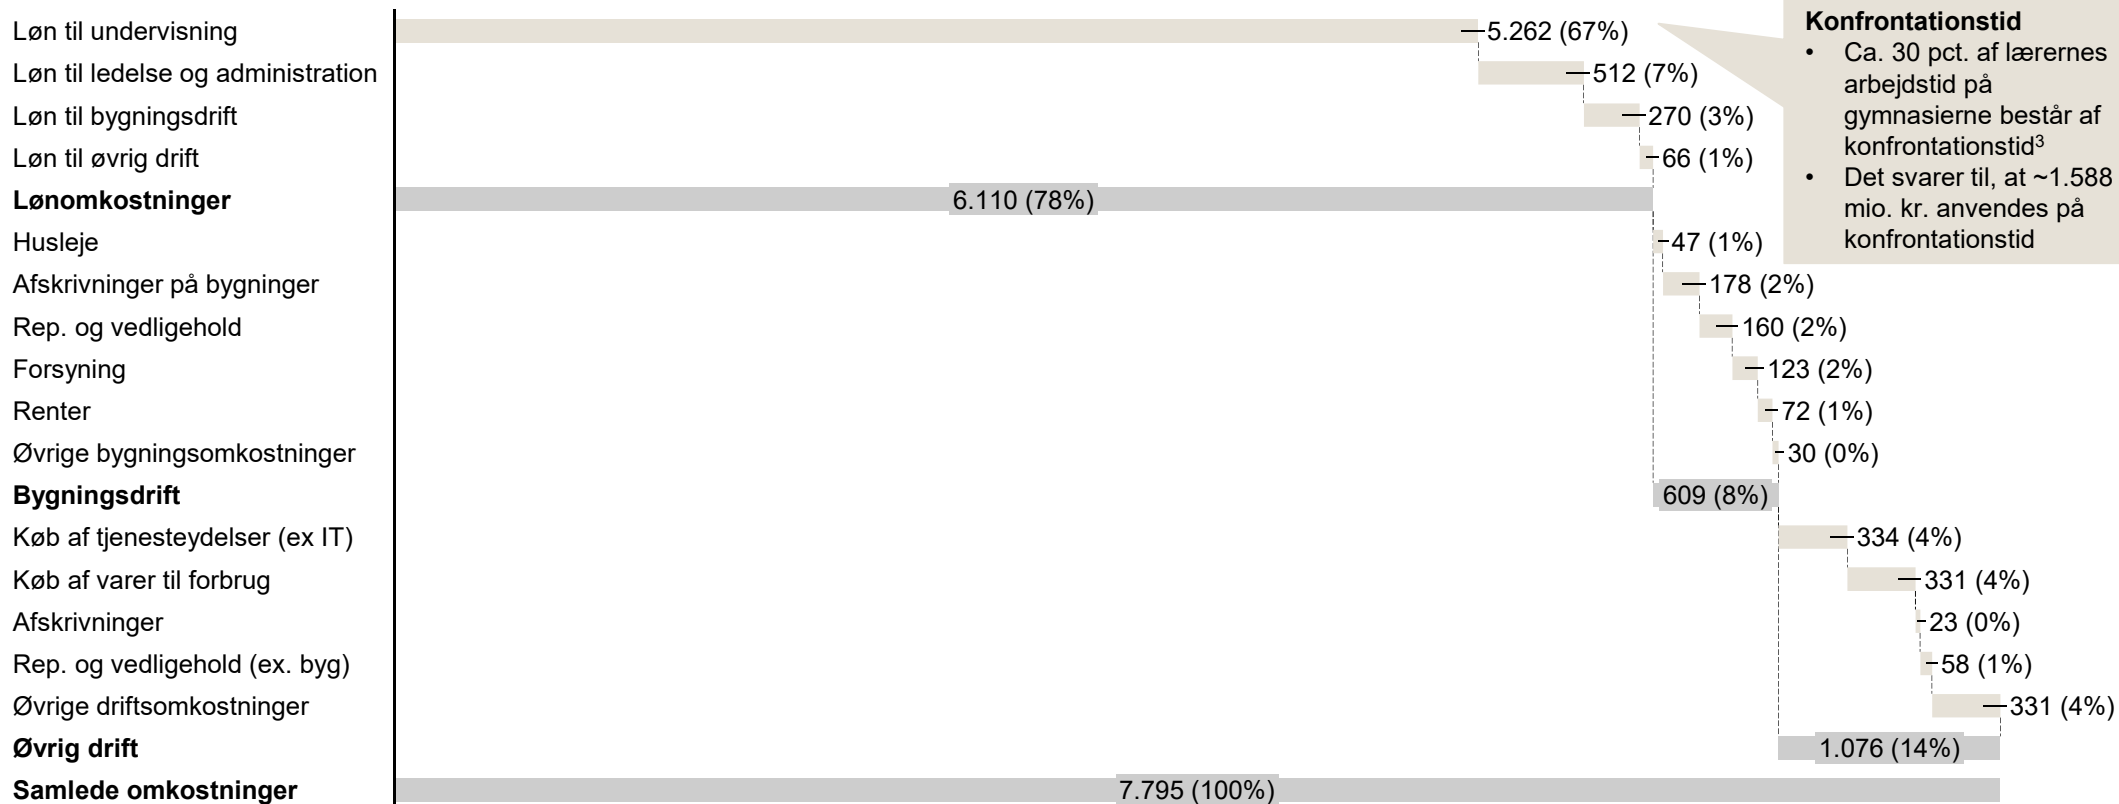 Løn til undervisning 5.262 (67%)
Løn til ledelse og administration 512 (7%)
Løn til bygningsdrift 270 (3%)
Løn til øvrig drift 66 (1%)
Lønomkostninger 6.110 (78%)
Husleje 47 (1%)
Afskrivninger på bygninger 178 (2%)
Rep. og vedligehold 160 (2%)
Forsyning 123 (2%)
Renter 72 (1%)
Øvrige bygningsomkostninger 30 (0%)
Bygningsdrift 609 (8%)
Køb af tjenesteydelser (ex IT) 334 (4%)
Køb af varer til forbrug 331 (4%)
Afskrivninger 23 (0%)
Rep. og vedligehold (ex. byg) 58 (1%)
Øvrige driftsomkostninger 331 (4%)
Øvrig drift 1.076 (14%)
Samlede omkostninger 7.795 (100%)
Konfrontationstid
• Ca. 30 pct. af lærernes
arbejdstid på
gymnasierne består af
konfrontationstid³
• Det svarer til, at ~1.588
mio. kr. anvendes på
konfrontationstid